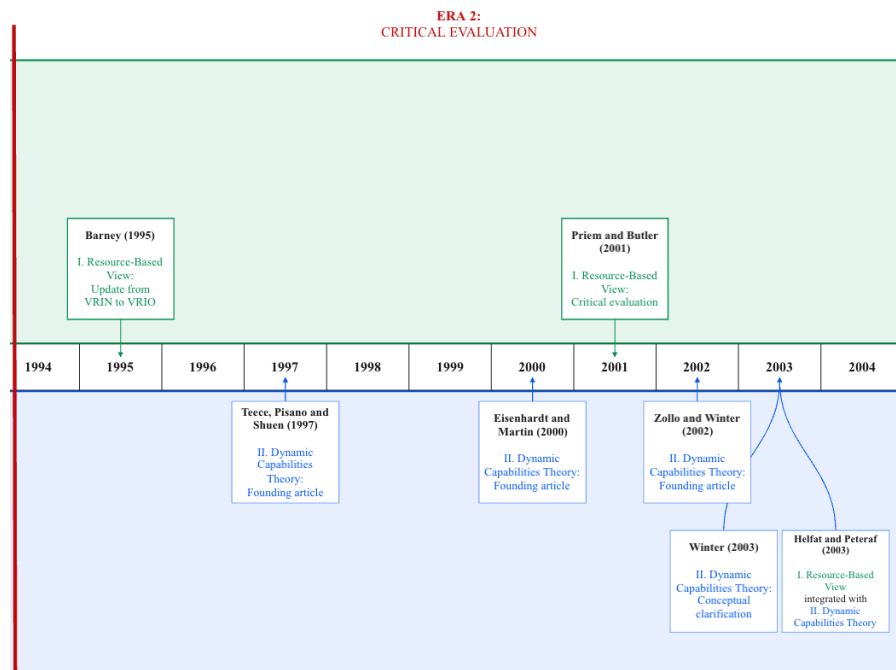 ERA 2:
CRITICAL EVALUATION
Barney (1995)
I. Resource-Based
View:
Update from
VRIN to VRIO
Priem and Butler
(2001)
I. Resource-Based
View:
Critical evaluation
1994
1995
1996
1997
1998
1999
2000
2001
2002
2003
2004
Teece, Pisano and
Shuen (1997)
II. Dynamic
Capabilities
Theory:
Founding article
Eisenhardt and
Martin (2000)
II. Dynamic
Capabilities Theory:
Founding article
Zollo and Winter
(2002)
II. Dynamic
Capabilities Theory:
Founding article
Winter (2003)
II. Dynamic
Capabilities Theory:
Conceptual
clarification
Helfat and Peteraf
(2003)
I. Resource-Based
View
integrated with
II. Dynamic
Capabilities Theory